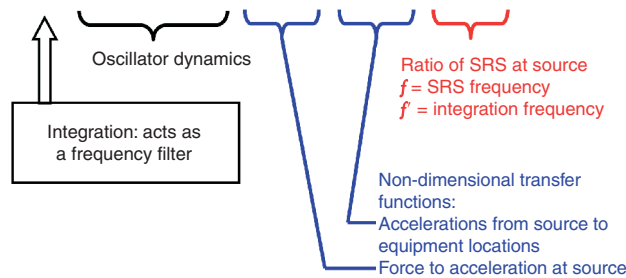 Oscillator dynamics
Ratio of SRS at source
f = SRS frequency
f' = integration frequency
Integration: acts as
a frequency filter
Non-dimensional transfer
functions:
Accelerations from source to
equipment locations
Force to acceleration at source